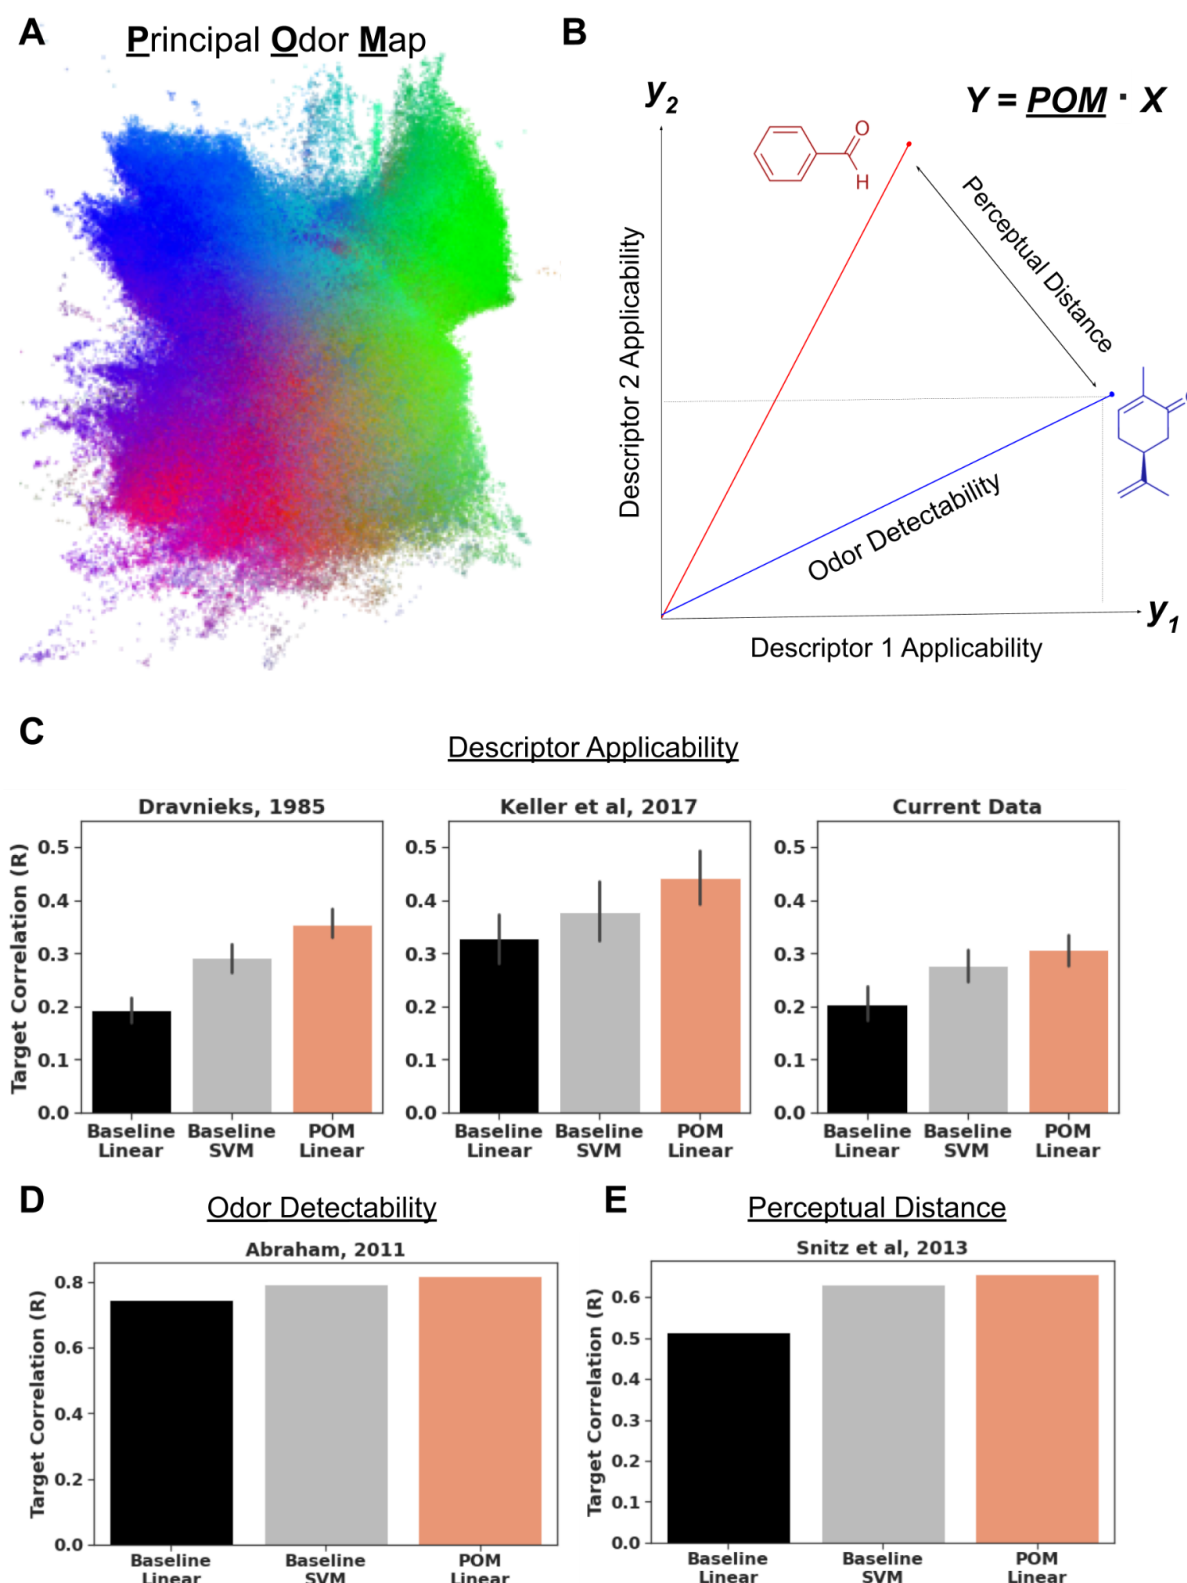 A
Principal Odor Map
B
y2
Y = POM · X
O
H
Perceptual Distance
Descriptor 2 Applicability
Odor Detectability
y1
Descriptor 1 Applicability
C
Descriptor Applicability
Dravnieks, 1985
Keller et al, 2017
Current Data
Target Correlation (R)
0.5
0.4
0.3
0.2
0.1
0.0
0.5
0.4
0.3
0.2
0.1
0.0
0.5
0.4
0.3
0.2
0.1
0.0
Baseline Linear
Baseline SVM
POM Linear
Baseline Linear
Baseline SVM
POM Linear
Baseline Linear
Baseline SVM
POM Linear
D
Odor Detectability
Abraham, 2011
Target Correlation (R)
0.8
0.6
0.4
0.2
0.0
Baseline Linear
Baseline SVM
POM Linear
E
Perceptual Distance
Snitz et al, 2013
Target Correlation (R)
0.6
0.5
0.4
0.3
0.2
0.1
0.0
Baseline Linear
Baseline SVM
POM Linear